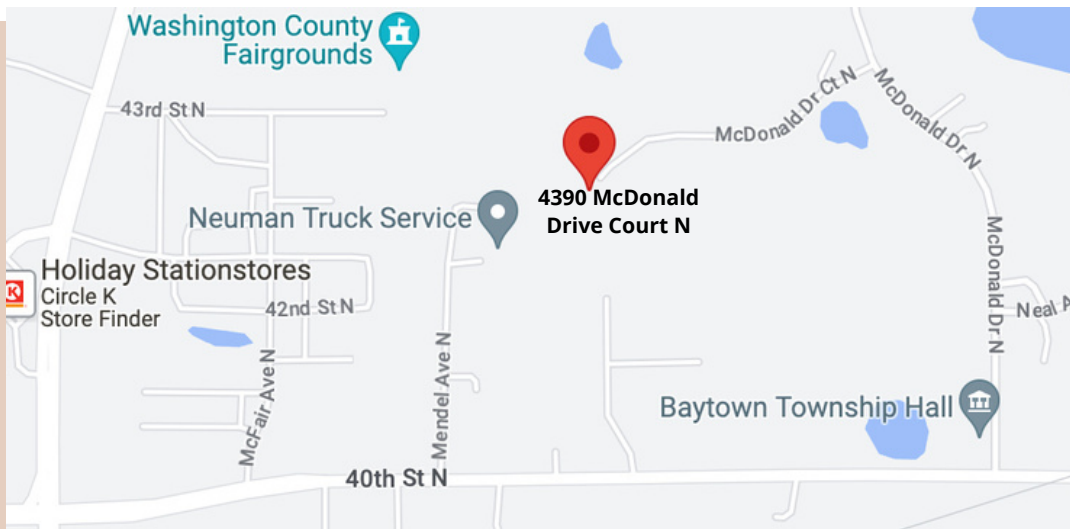 Washington County
Fairgrounds
43rd St N
McDonald Dr Ct N
McDonald Dr N
4390 McDonald
Drive Court N
Neuman Truck Service
McDonald Dr N
Holiday Stationstores
Circle K
Store Finder
K
42nd St N
Neal A
McFair Ave N
Mendel Ave N
Baytown Township Hall
40th St N